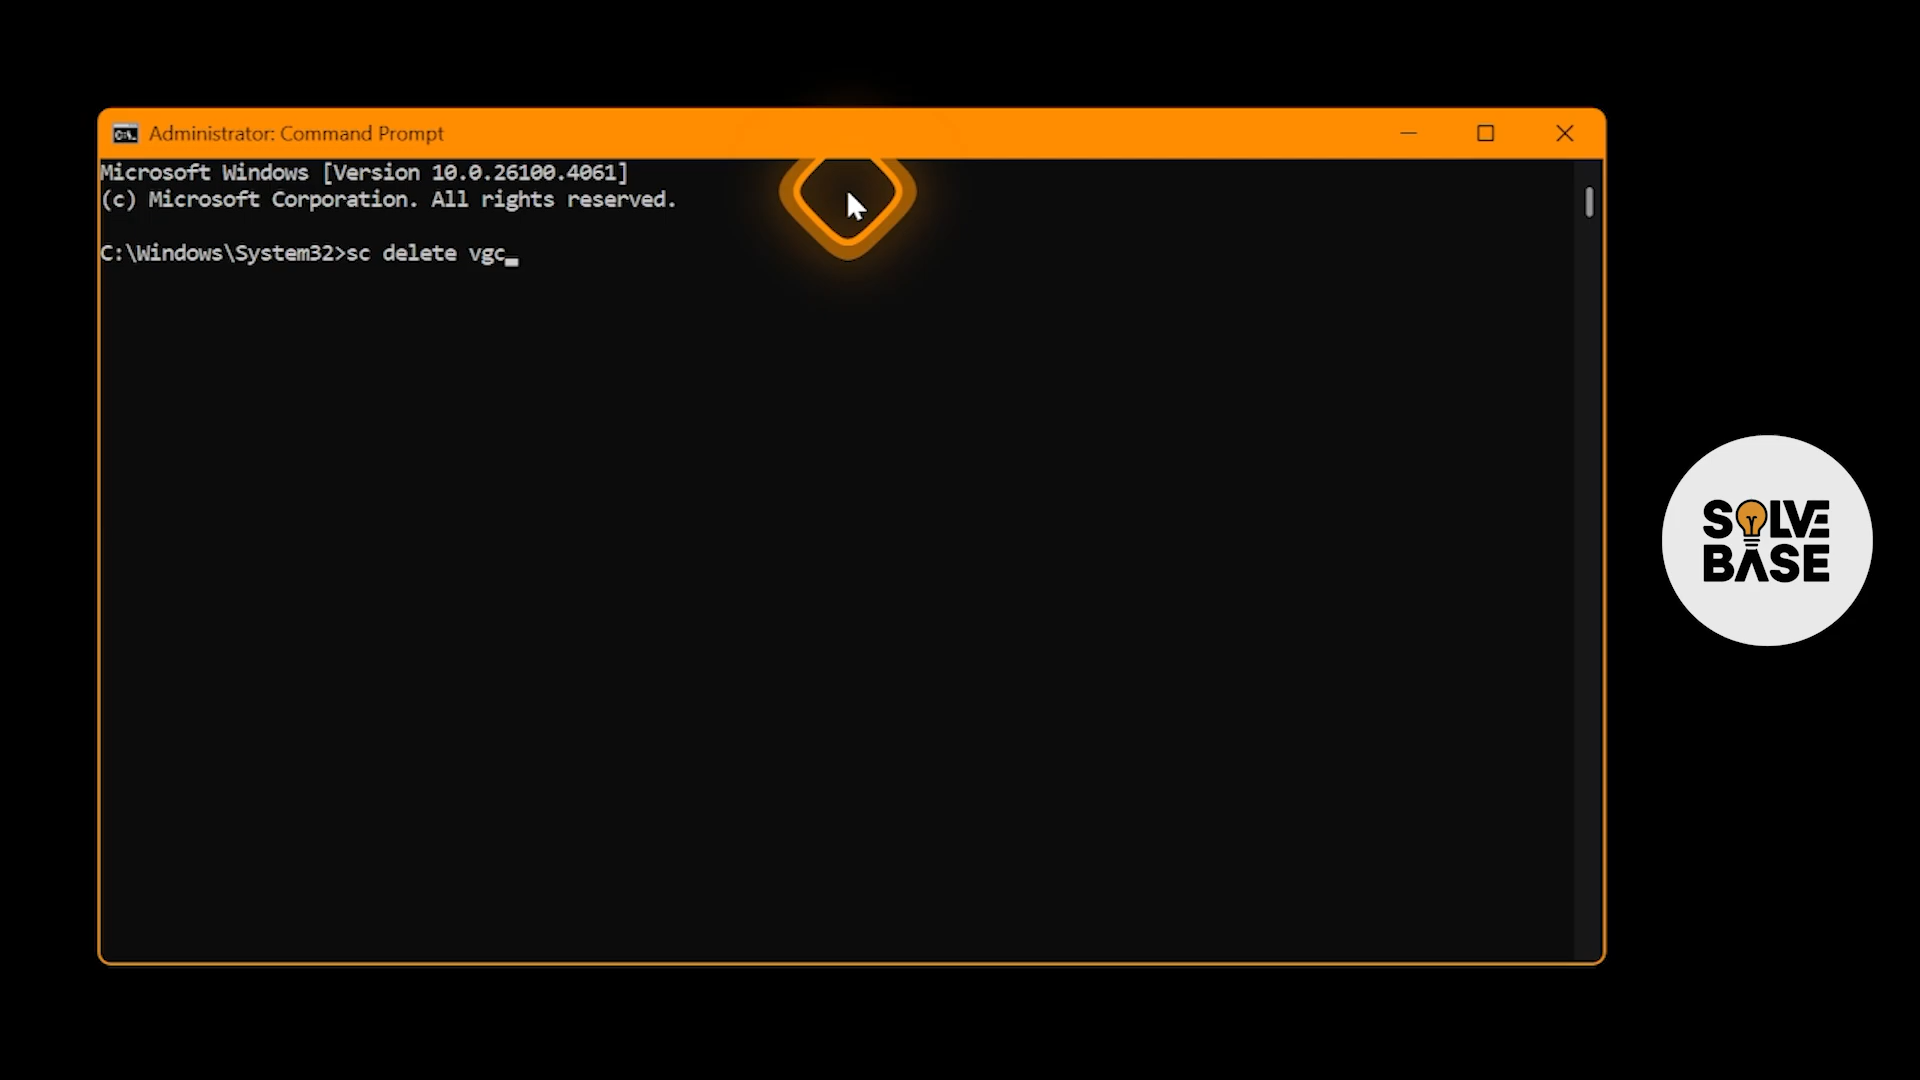 Administrator: Command Prompt
Microsoft Windows [Version 10.0.26100.4061]
(c) Microsoft Corporation. All rights reserved.
C:\Windows\System32>sc delete vgc
SOLVE
BASE